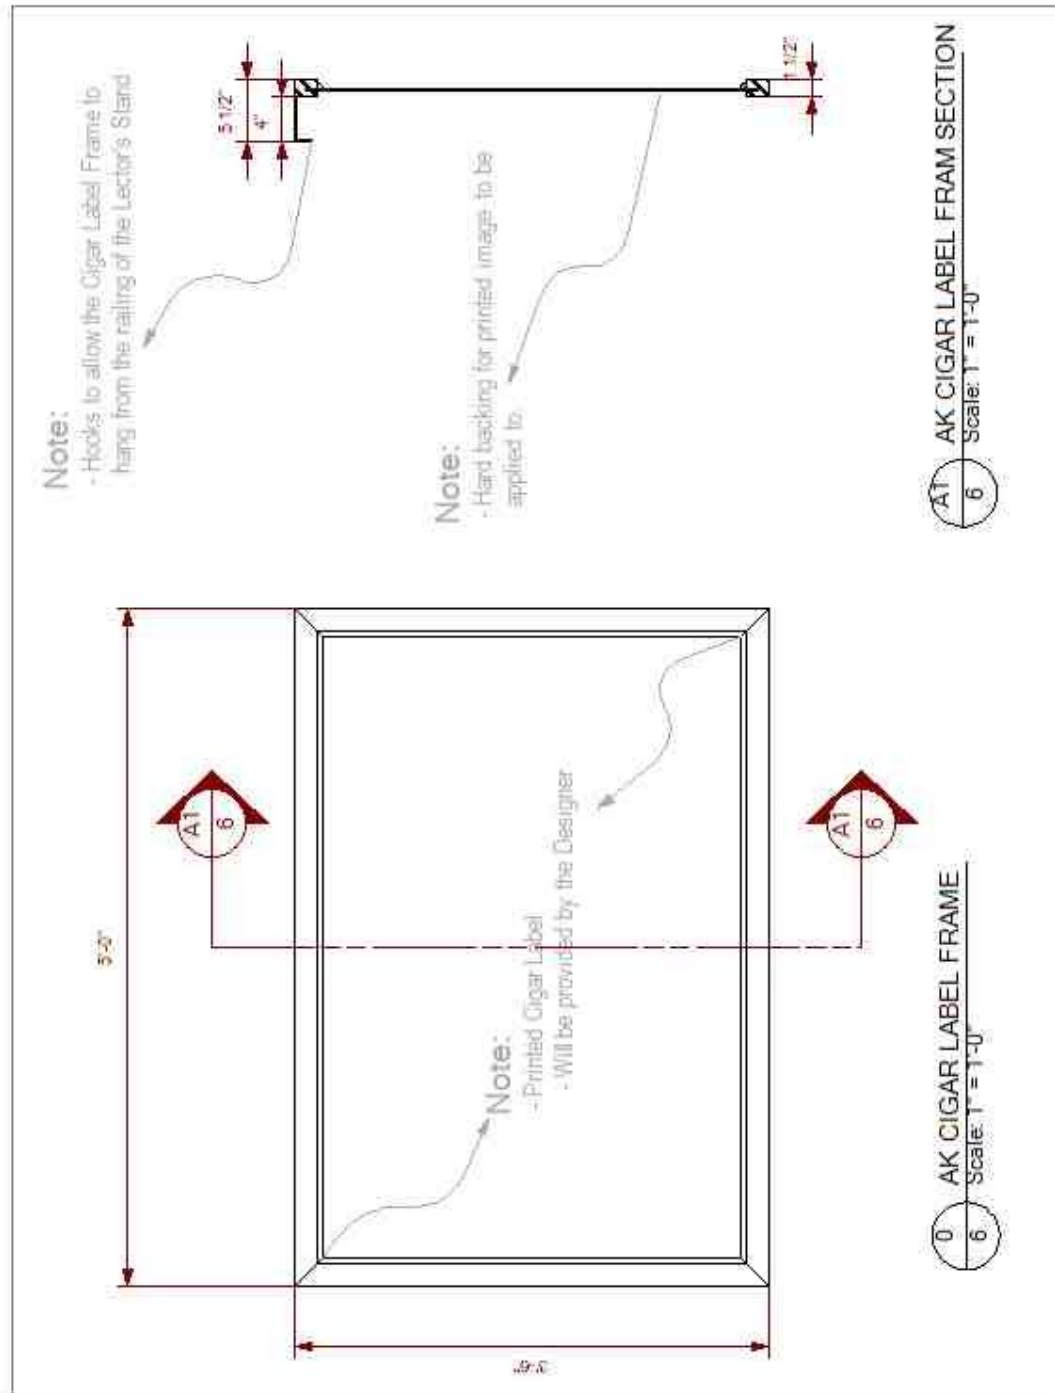 5'-0"
3'-6"
A1
6
A1
6
Note:
- Printed Cigar Label
- Will be provided by the Designer
0
6
AK CIGAR LABEL FRAME
Scale: 1" = 1'-0"
Note:
- Hooks to allow the Cigar Label Frame to
hang from the railing of the Lector's Stand
5 1/2"
4"
1 1/2"
Note:
- Hard backing for printed image to be
applied to.
A1
6
AK CIGAR LABEL FRAM SECTION
Scale: 1" = 1'-0"